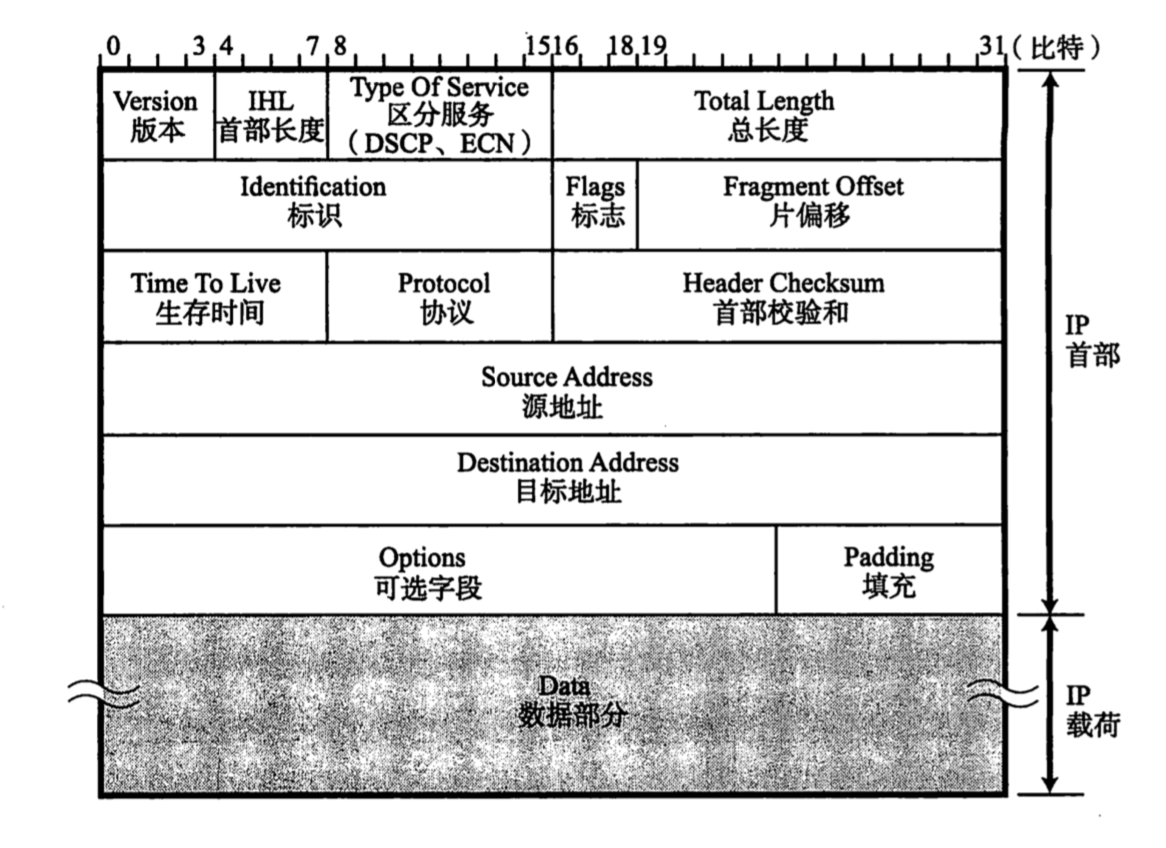 0 3 4 7 8 15 16 18 19 31 (比特)
Version
版本
IHL
首部长度
Type Of Service
区分服务
(DSCP、ECN)
Total Length
总长度
Identification
标识
Flags
标志
Fragment Offset
片偏移
Time To Live
生存时间
Protocol
协议
Header Checksum
首部校验和
Source Address
源地址
Destination Address
目标地址
Options
可选字段
Padding
填充
IP
首部
Data
数据部分
IP
载荷